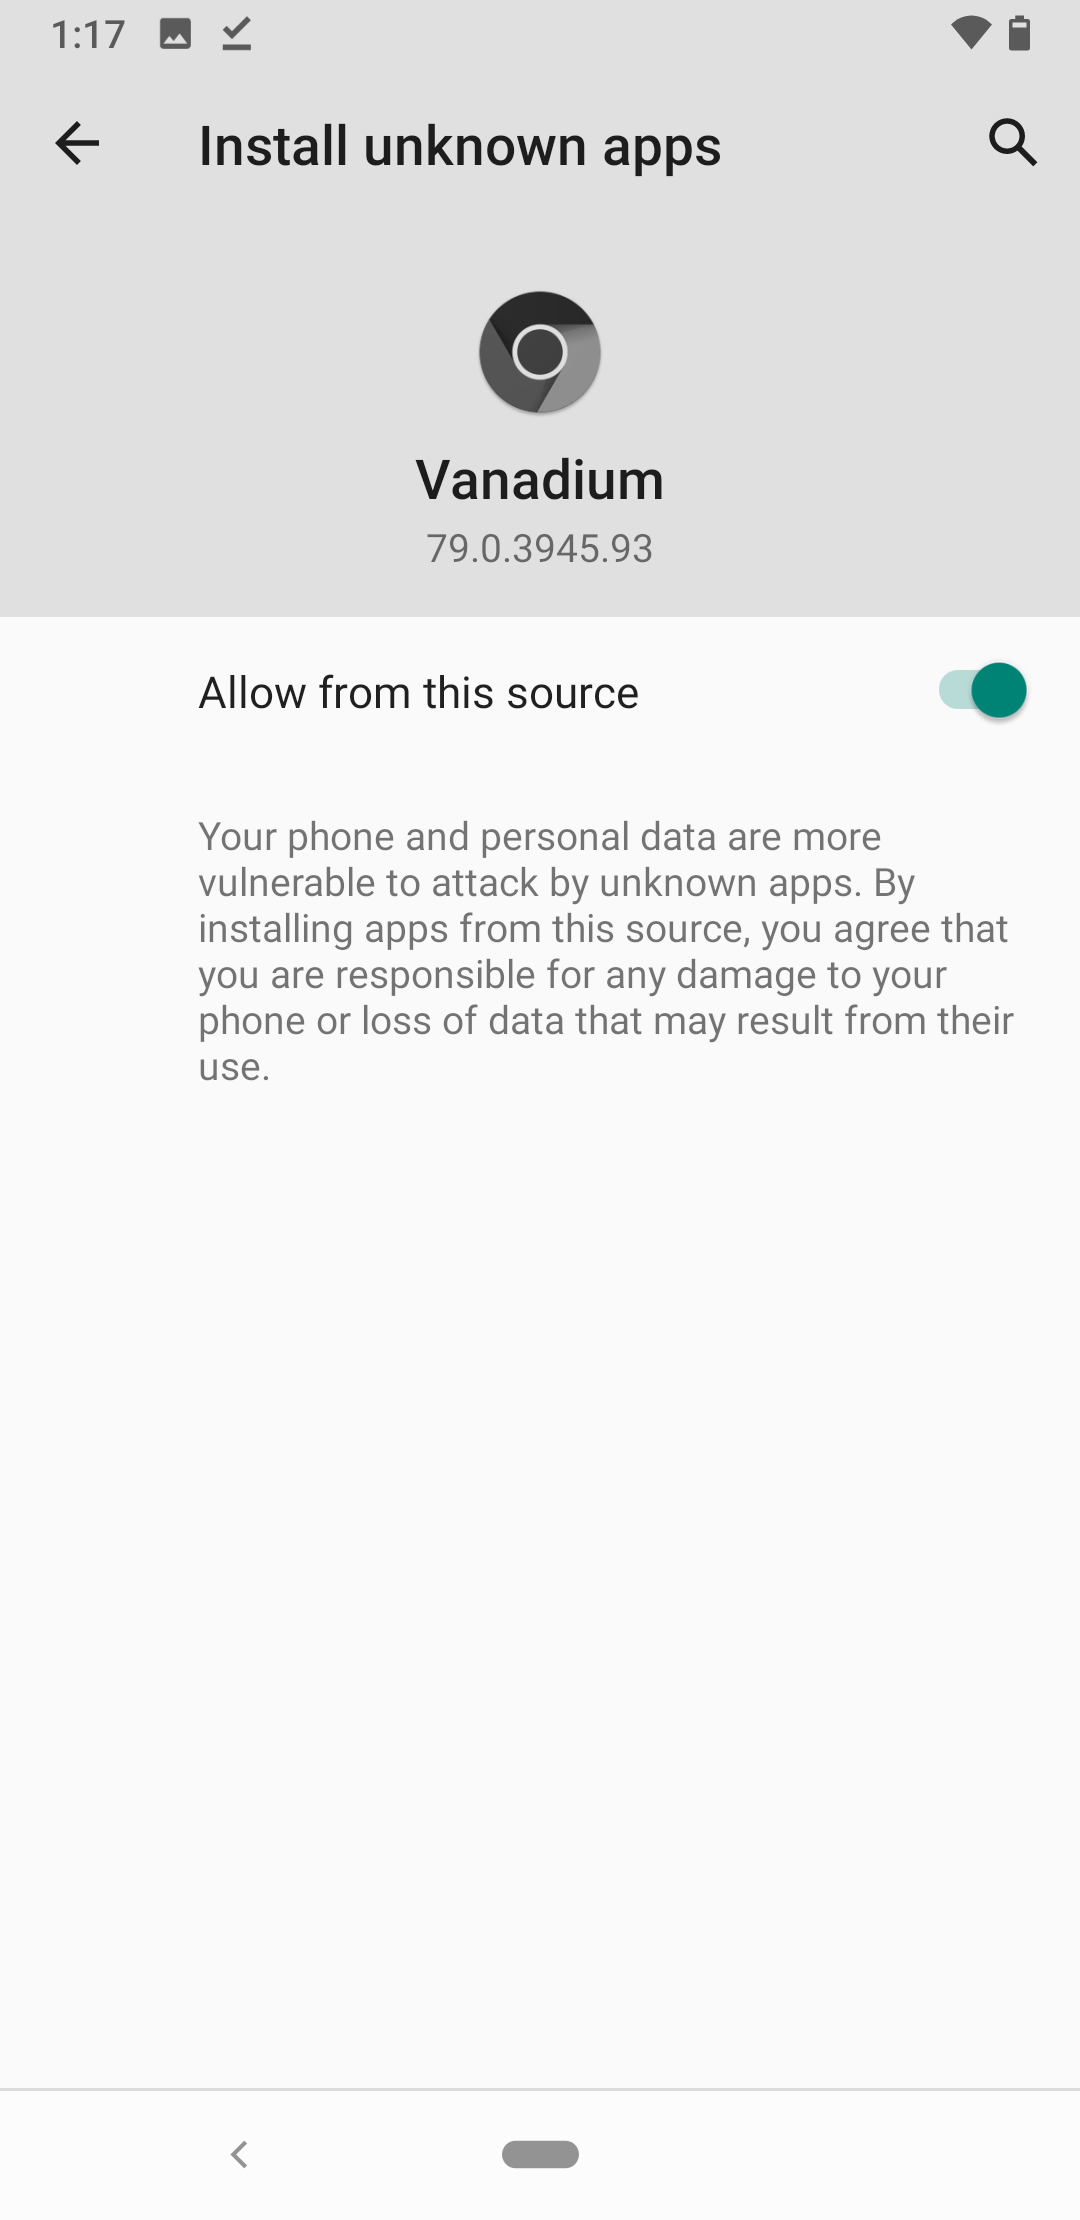 1:17
Install unknown apps
Vanadium
79.0.3945.93
Allow from this source
Your phone and personal data are more
vulnerable to attack by unknown apps. By
installing apps from this source, you agree that
you are responsible for any damage to your
phone or loss of data that may result from their
use.